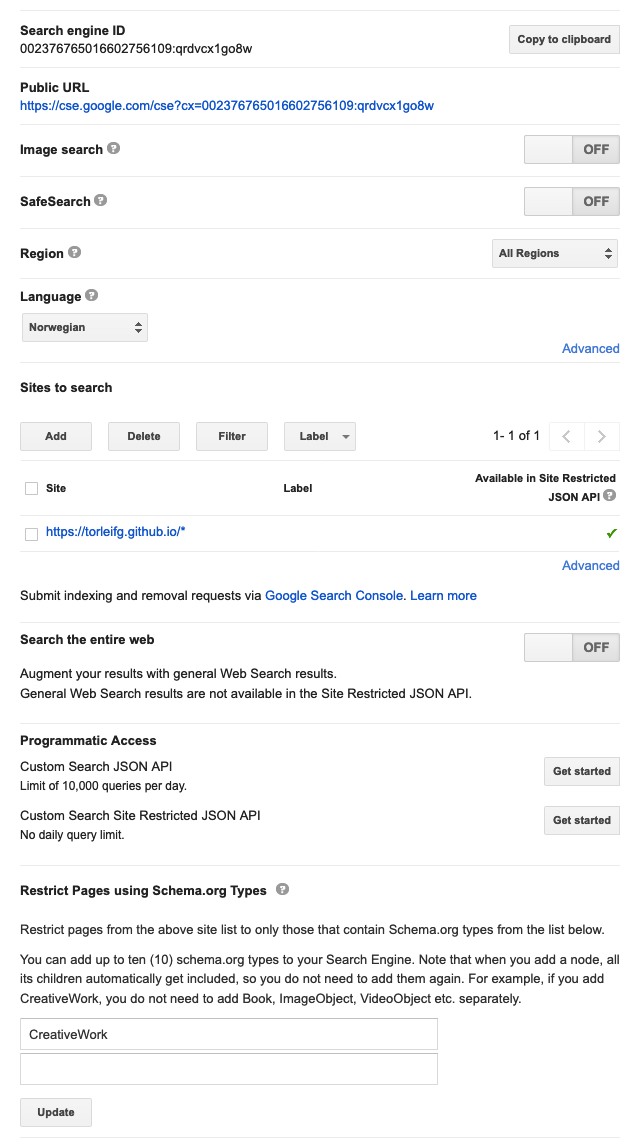 Search engine ID
002376765016602756109:qrdvcx1go8w
Copy to clipboard
Public URL
https://cse.google.com/cse?cx=002376765016602756109:qrdvcx1go8w
Image search ?
OFF
SafeSearch ?
OFF
Region ?
All Regions
Language ?
Norwegian
Advanced
Sites to search
Add Delete Filter Label 1- 1 of 1
Site Label Available in Site Restricted
JSON API ?
https://torleifg.github.io/*
Advanced
Submit indexing and removal requests via Google Search Console. Learn more
Search the entire web
OFF
Augment your results with general Web Search results.
General Web Search results are not available in the Site Restricted JSON API.
Programmatic Access
Custom Search JSON API
Limit of 10,000 queries per day.
Get started
Custom Search Site Restricted JSON API
No daily query limit.
Get started
Restrict Pages using Schema.org Types ?
Restrict pages from the above site list to only those that contain Schema.org types from the list below.
You can add up to ten (10) schema.org types to your Search Engine. Note that when you add a node, all
its children automatically get included, so you do not need to add them again. For example, if you add
CreativeWork, you do not need to add Book, ImageObject, VideoObject etc. separately.
CreativeWork
Update